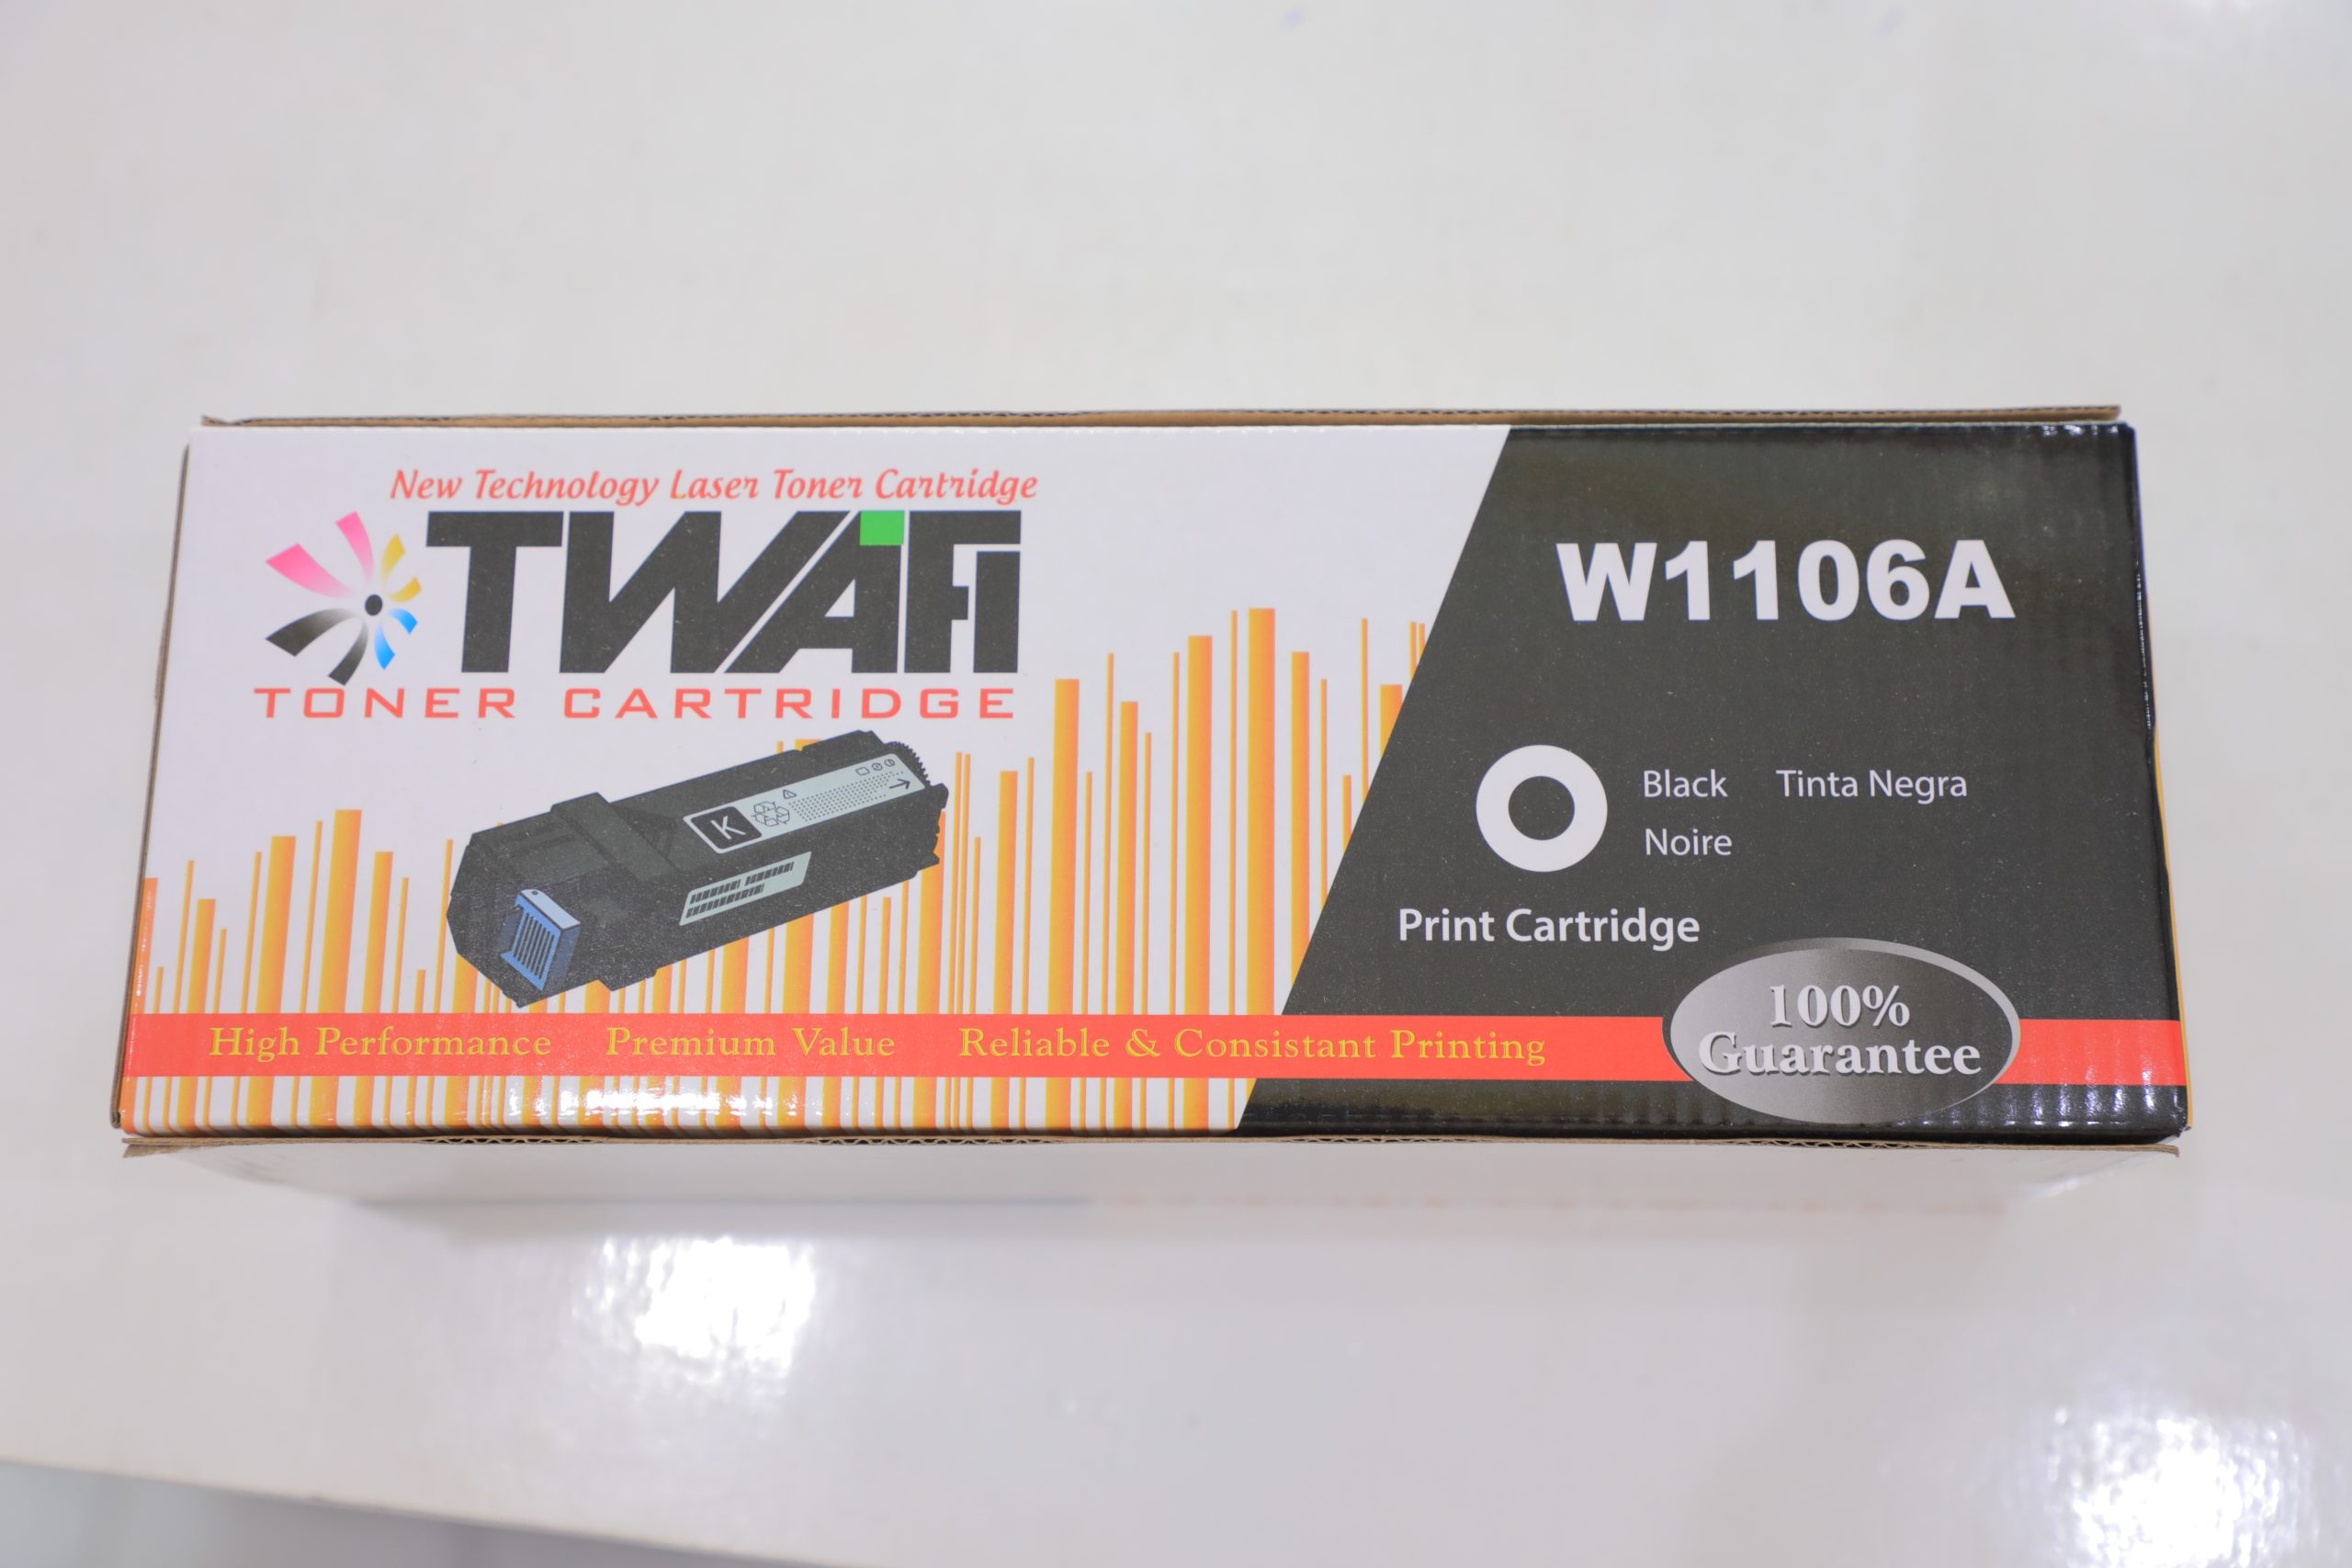 New Technology Laser Toner Cartridge
TWAFi
TONER CARTRIDGE
K
W1106A
Black Tinta Negra
Noire
Print Cartridge
100%
Guarantee
High Performance Premium Value Reliable & Consistant Printing